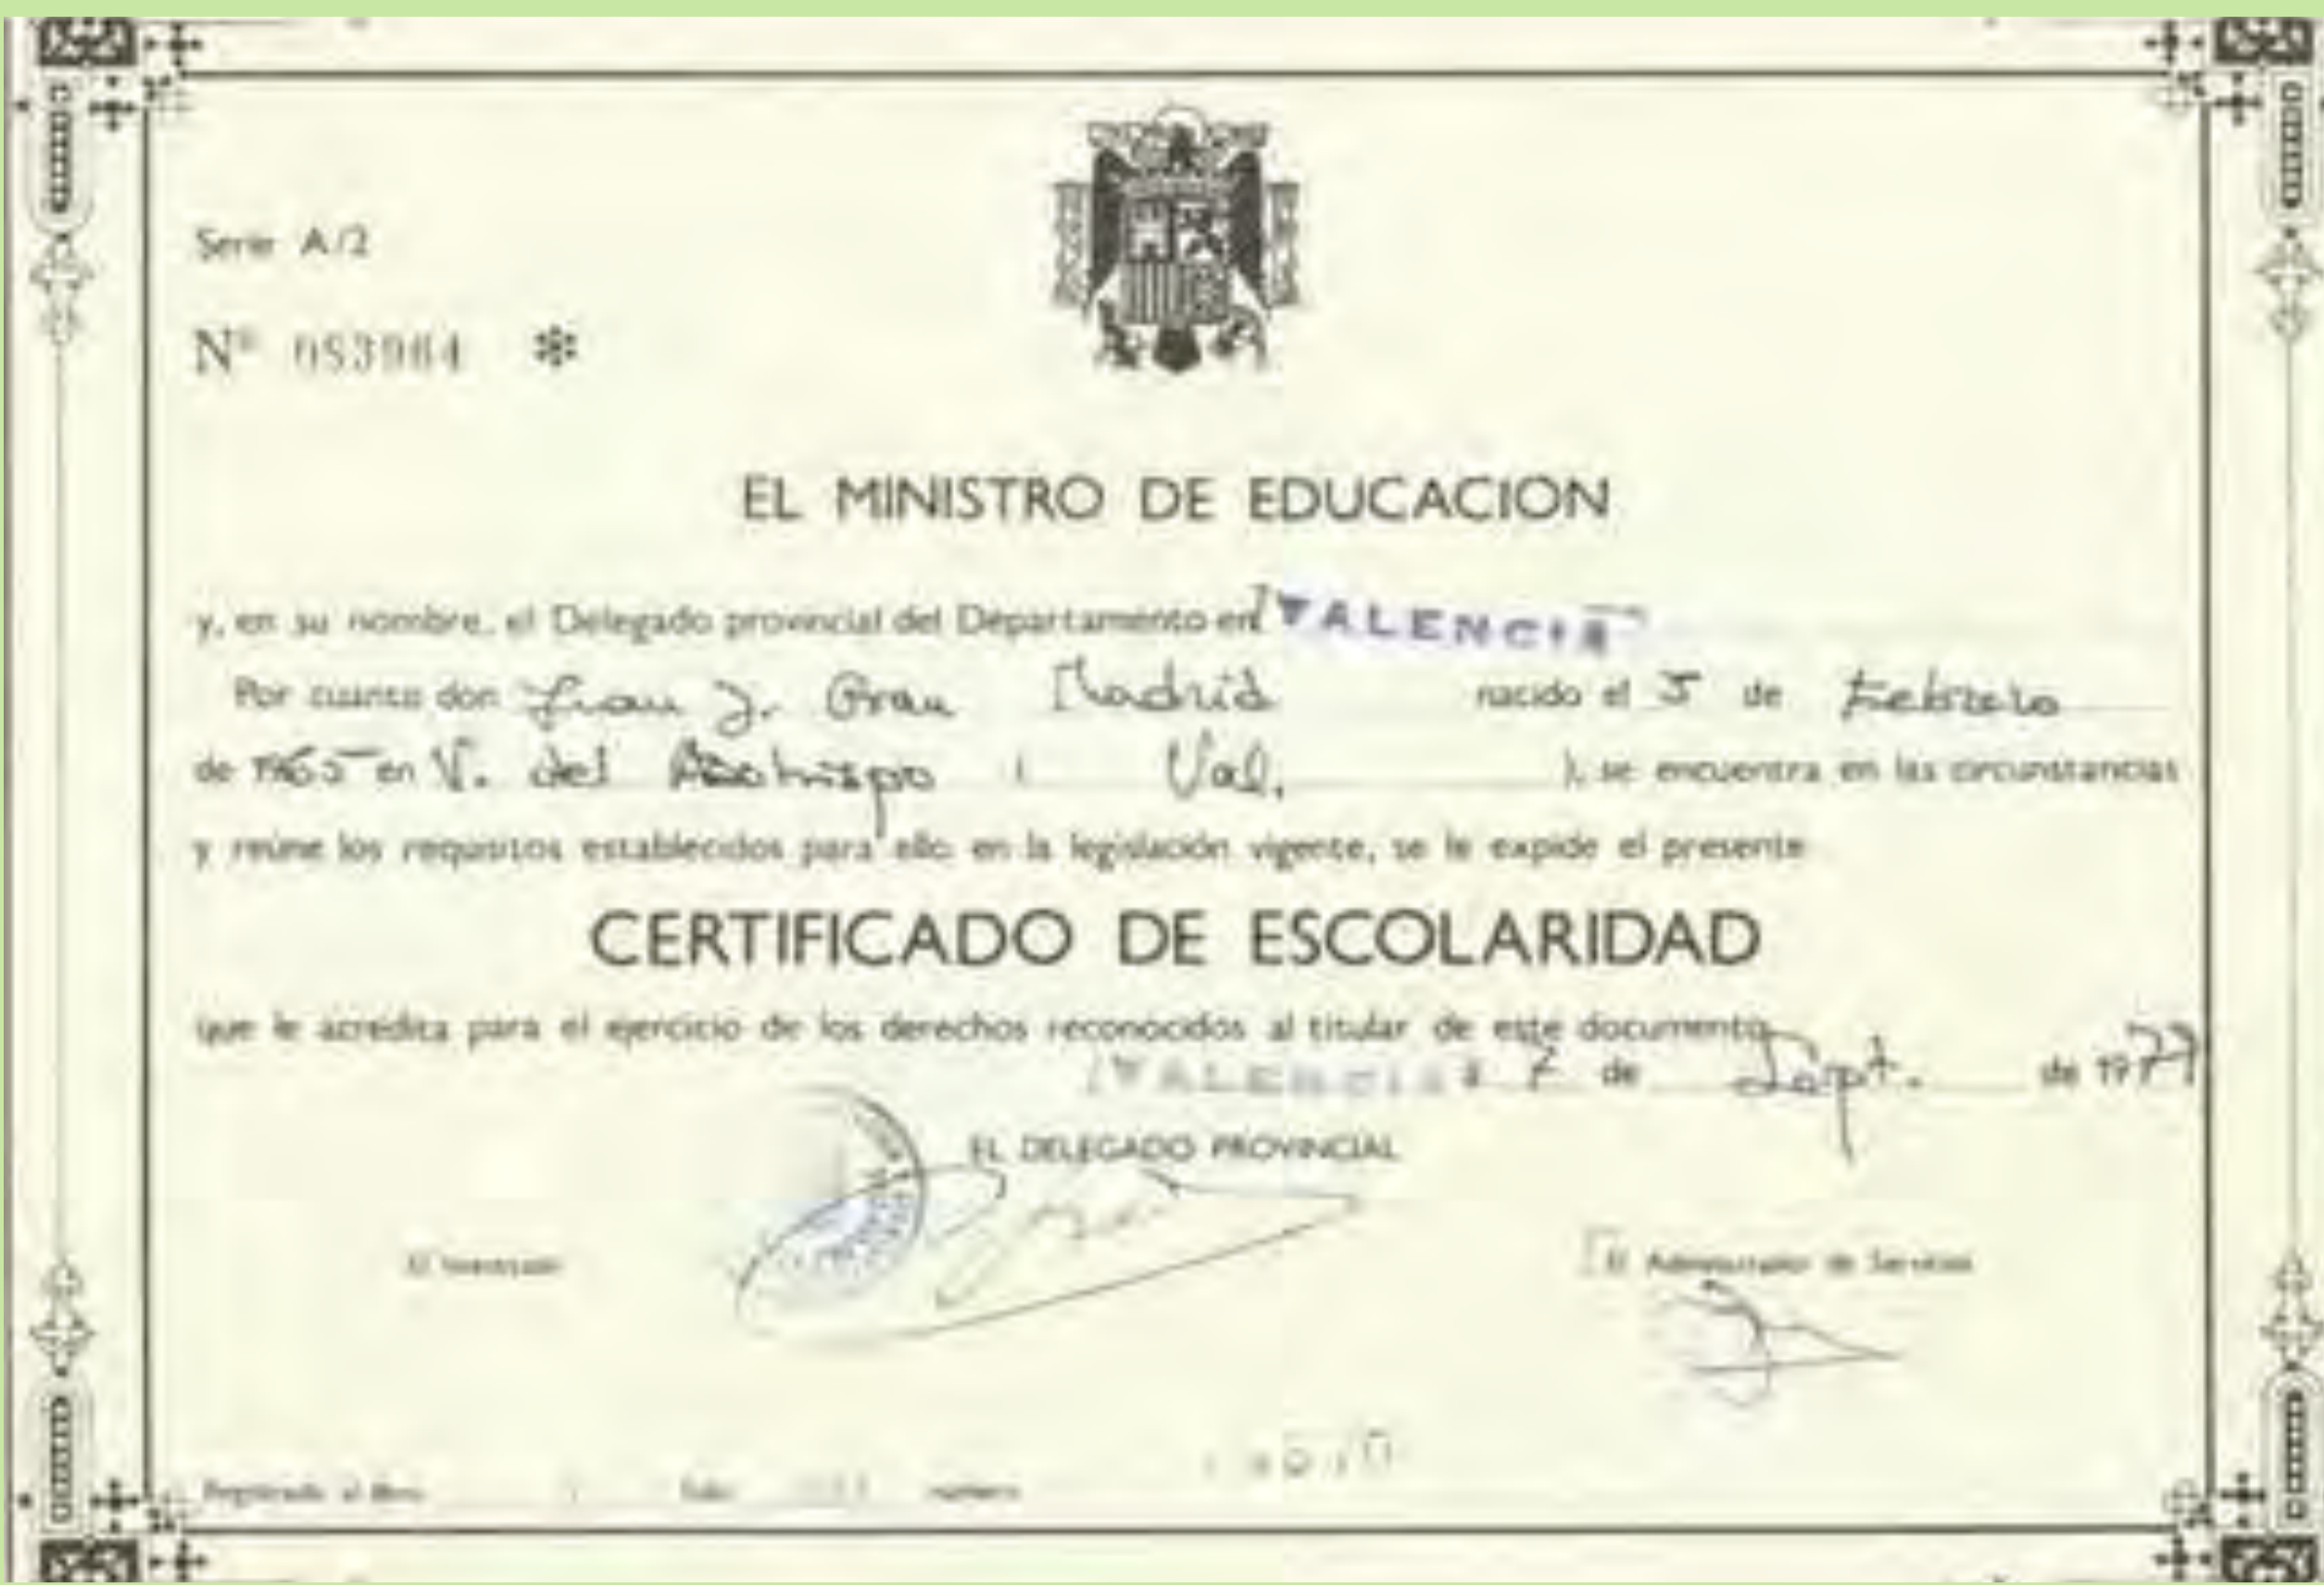 Serie A/2
Nº 053964 *
EL MINISTRO DE EDUCACION
y, en su nombre, el Delegado provincial del Departamento en VALENCIA
Por cuanto don Juan J. Grau Madrid nacido el 5 de Febrero
de 1965 en V. del Arzobispo ( Val. ), se encuentra en las circunstancias
y reúne los requisitos establecidos para ello en la legislación vigente, se le expide el presente
CERTIFICADO DE ESCOLARIDAD
que le acredita para el ejercicio de los derechos reconocidos al titular de este documento
VALENCIA a 7 de Sept. de 1979
EL DELEGADO PROVINCIAL
El Interesado
El Administrador de Servicios
Registrado al libro folio número